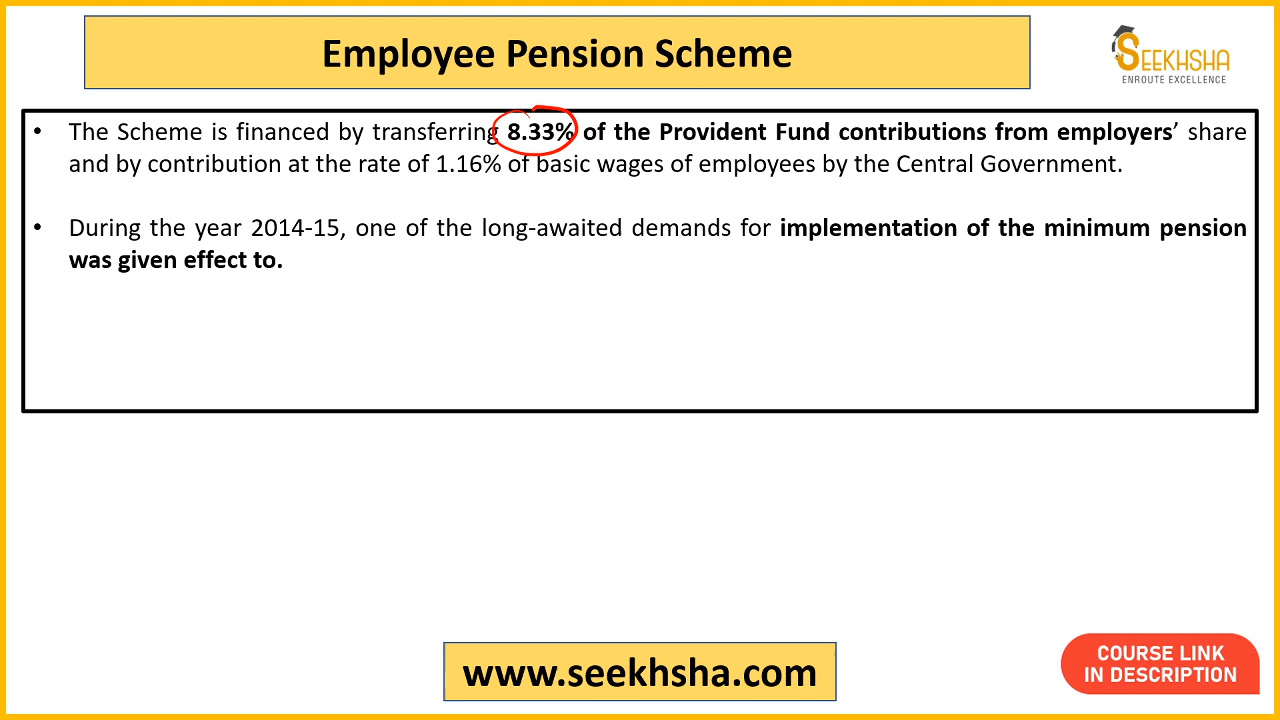 Employee Pension Scheme
SEEKHSHA
ENROUTE EXCELLENCE
• The Scheme is financed by transferring 8.33% of the Provident Fund contributions from employers’ share
and by contribution at the rate of 1.16% of basic wages of employees by the Central Government.
• During the year 2014-15, one of the long-awaited demands for implementation of the minimum pension
was given effect to.
www.seekhsha.com
COURSE LINK
IN DESCRIPTION